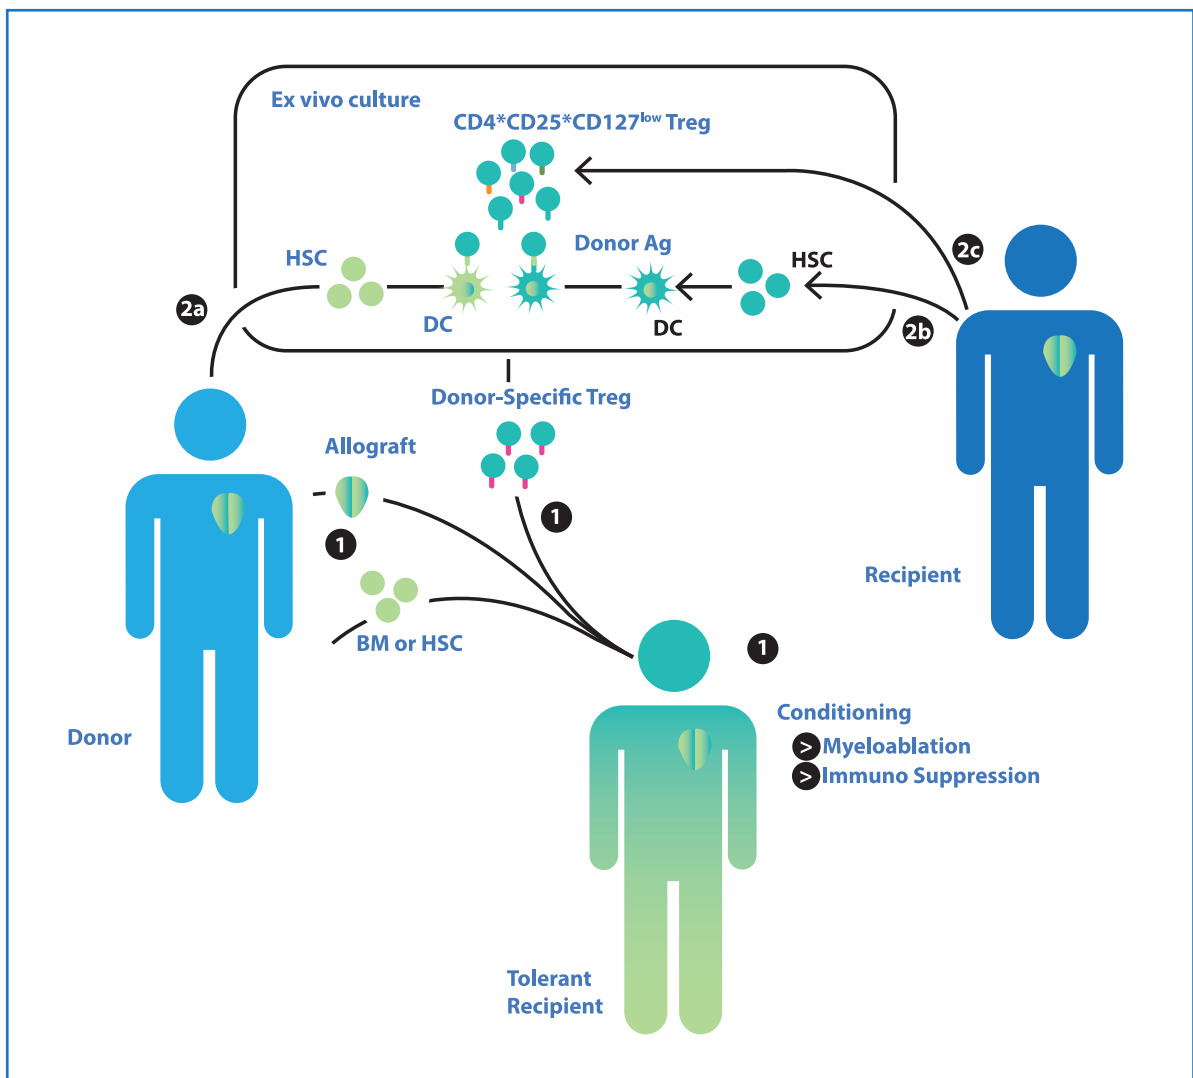 Ex vivo culture
CD4*CD25*CD127low Treg
HSC
Donor Ag
HSC
2c
2a
DC
DC
2b
Donor-Specific Treg
Allograft
1
1
BM or HSC
Recipient
1
Donor
Conditioning
> Myeloablation
> Immuno Suppression
Tolerant
Recipient